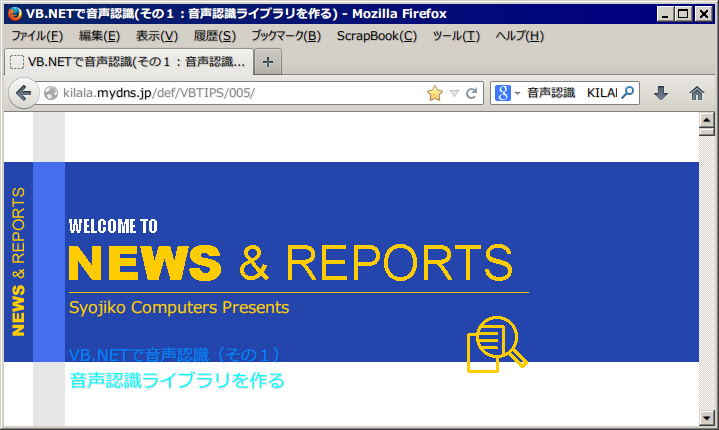 VB.NETで音声認識(その１：音声認識ライブラリを作る) - Mozilla Firefox
ファイル(F) 編集(E) 表示(V) 履歴(S) ブックマーク(B) ScrapBook(C) ツール(T) ヘルプ(H)
VB.NETで音声認識(その１：音声認識...
kilala.mydns.jp/def/VBTIPS/005/
音声認識　KILAL
NEWS & REPORTS
WELCOME TO
NEWS & REPORTS
Syojiko Computers Presents
VB.NETで音声認識（その１）
音声認識ライブラリを作る